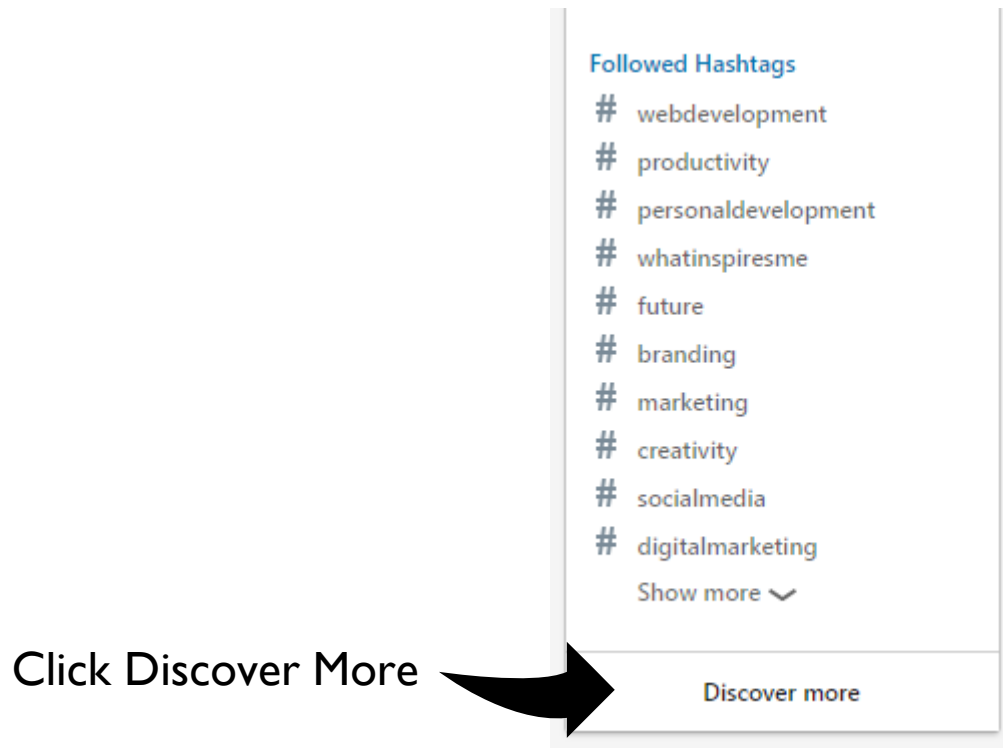 Followed Hashtags
# webdevelopment
# productivity
# personaldevelopment
# whatinspiresme
# future
# branding
# marketing
# creativity
# socialmedia
# digitalmarketing
Show more
Click Discover More
Discover more